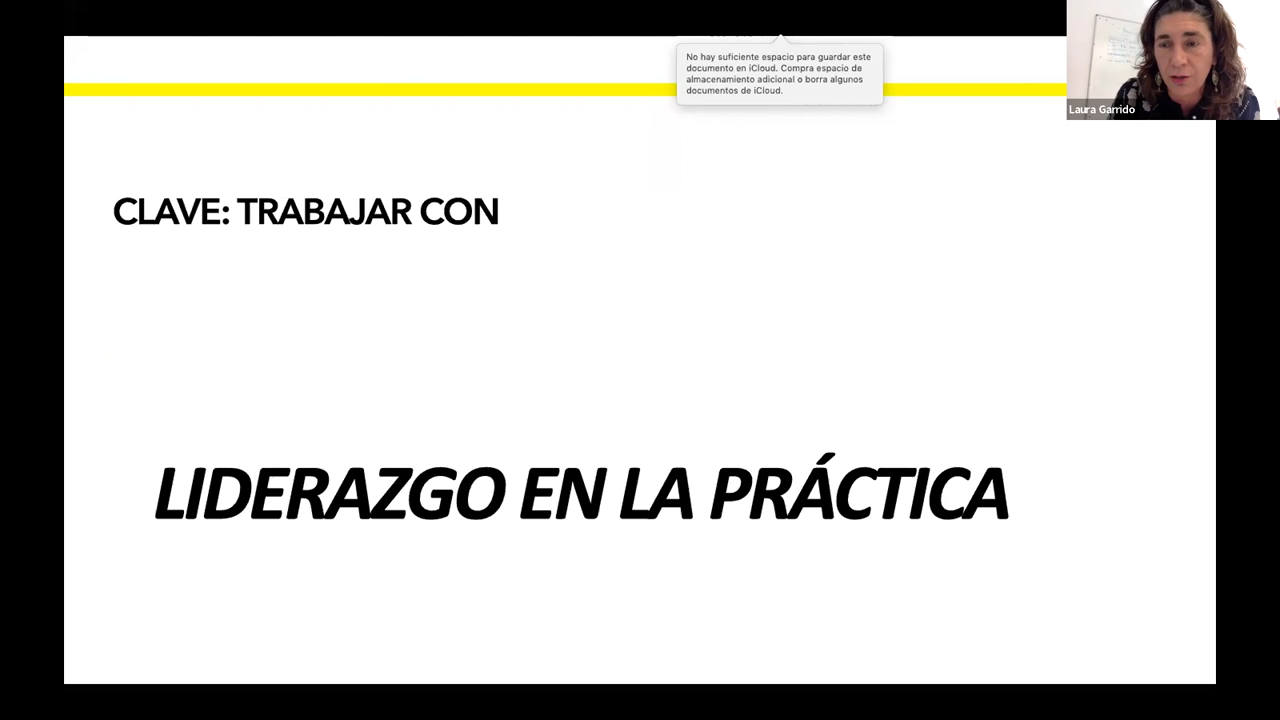 No hay suficiente espacio para guardar este
documento en iCloud. Compra espacio de
almacenamiento adicional o borra algunos
documentos de iCloud.
Laura Garrido
CLAVE: TRABAJAR CON
LIDERAZGO EN LA PRÁCTICA